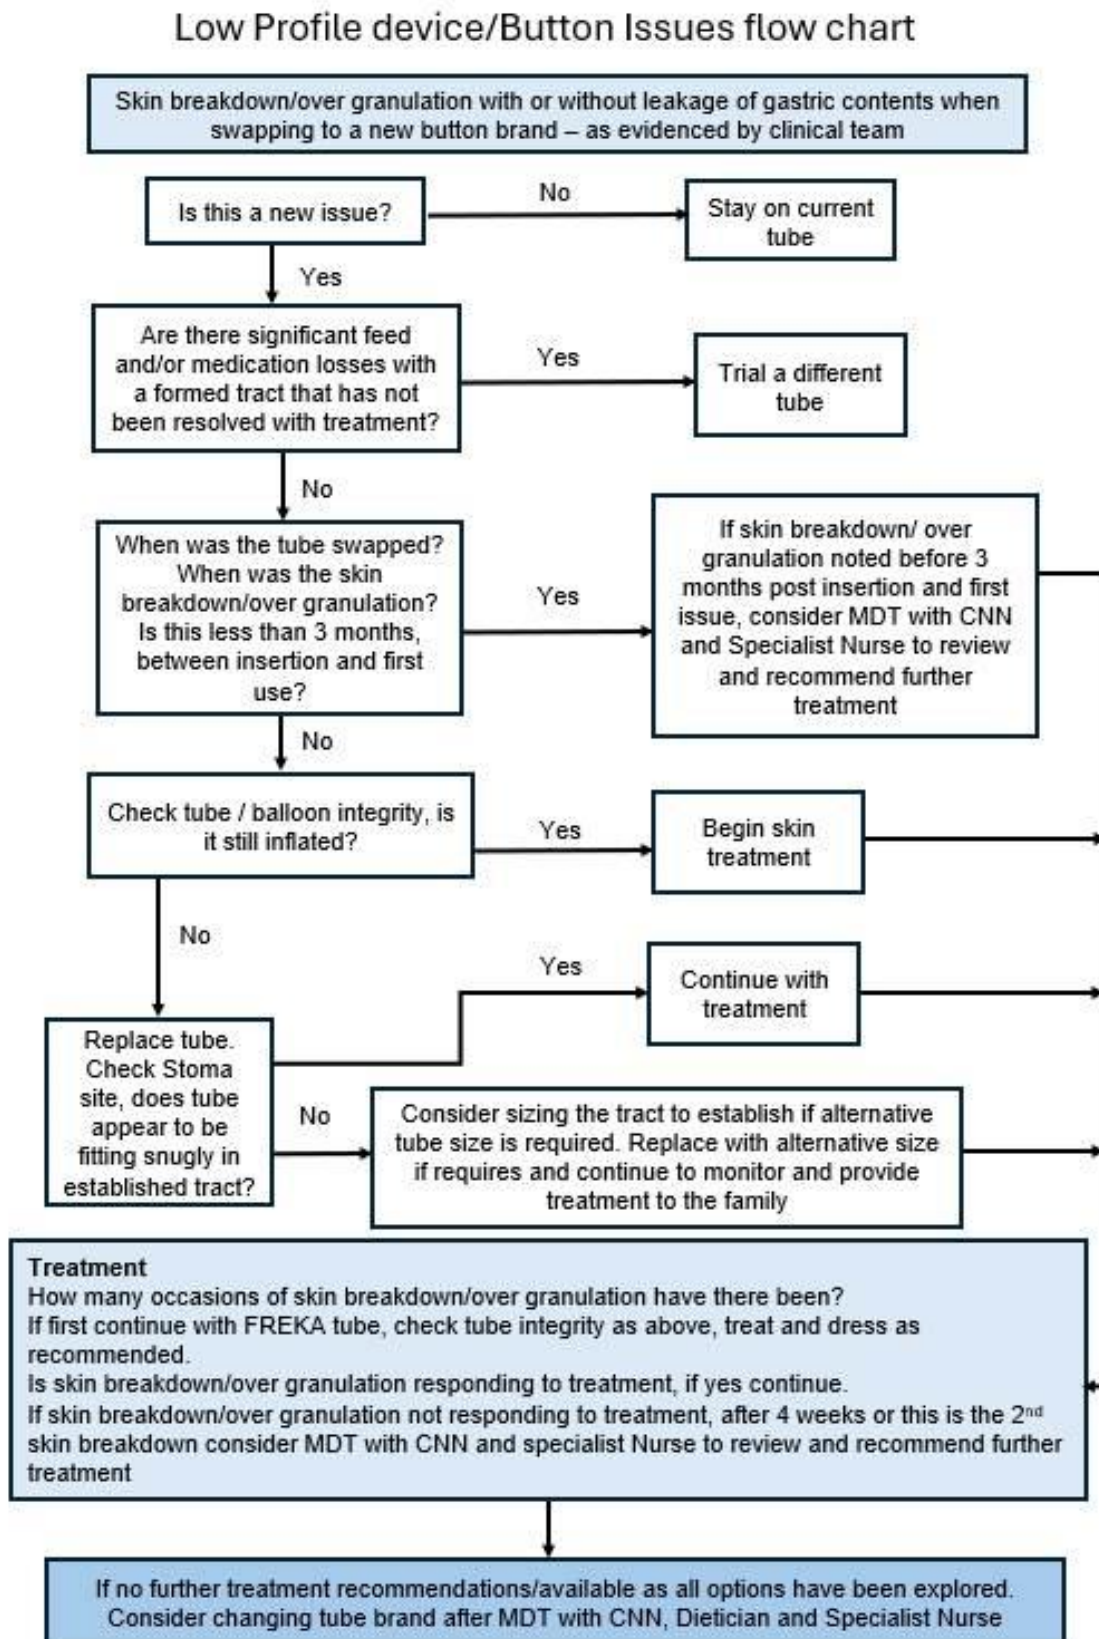 Low Profile device/Button Issues flow chart
Skin breakdown/over granulation with or without leakage of gastric contents when
swapping to a new button brand – as evidenced by clinical team
Is this a new issue?
No
Stay on current
tube
Yes
Are there significant feed
and/or medication losses with
a formed tract that has not
been resolved with treatment?
Yes
Trial a different
tube
No
When was the tube swapped?
When was the skin
breakdown/over granulation?
Is this less than 3 months,
between insertion and first
use?
Yes
If skin breakdown/ over
granulation noted before 3
months post insertion and first
issue, consider MDT with CNN
and Specialist Nurse to review
and recommend further
treatment
No
Check tube / balloon integrity, is
it still inflated?
Yes
Begin skin
treatment
No
Replace tube.
Check Stoma
site, does tube
appear to be
fitting snugly in
established tract?
Yes
Continue with
treatment
No
Consider sizing the tract to establish if alternative
tube size is required. Replace with alternative size
if requires and continue to monitor and provide
treatment to the family
Treatment
How many occasions of skin breakdown/over granulation have there been?
If first continue with FREKA tube, check tube integrity as above, treat and dress as
recommended.
Is skin breakdown/over granulation responding to treatment, if yes continue.
If skin breakdown/over granulation not responding to treatment, after 4 weeks or this is the 2nd
skin breakdown consider MDT with CNN and specialist Nurse to review and recommend further
treatment
If no further treatment recommendations/available as all options have been explored.
Consider changing tube brand after MDT with CNN, Dietician and Specialist Nurse